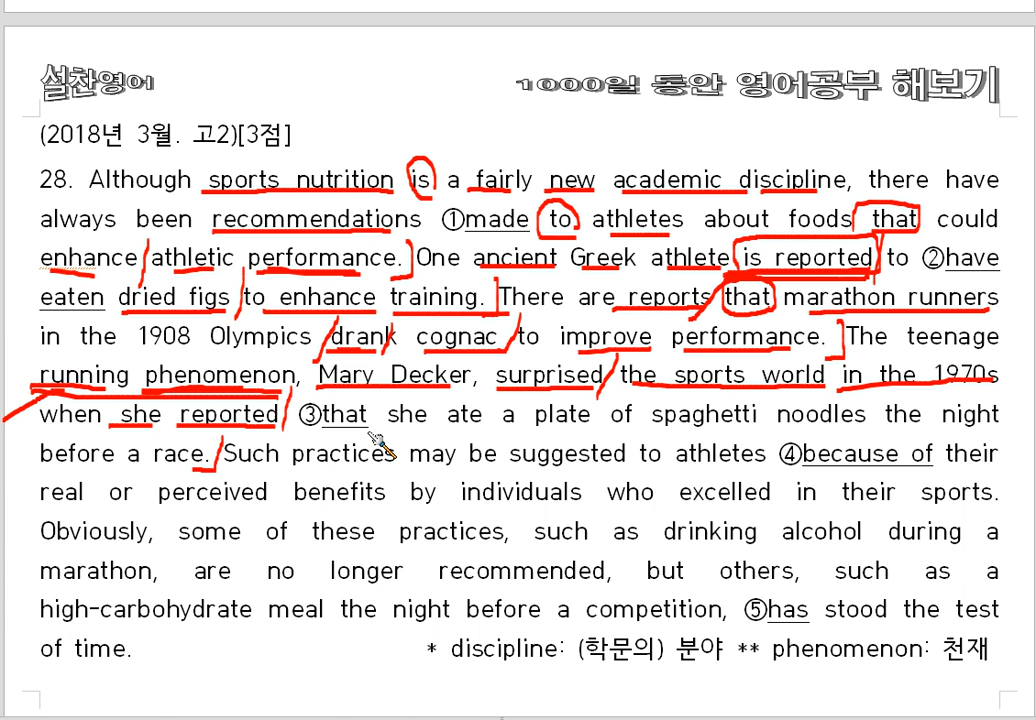 설찬영어 1000일 동안 영어공부 해보기
(2018년 3월. 고2)[3점]
28. Although sports nutrition is a fairly new academic discipline, there have
always been recommendations ①made to athletes about foods that could
enhance athletic performance. One ancient Greek athlete is reported to ②have
eaten dried figs to enhance training. There are reports that marathon runners
in the 1908 Olympics drank cognac to improve performance. The teenage
running phenomenon, Mary Decker, surprised the sports world in the 1970s
when she reported ③that she ate a plate of spaghetti noodles the night
before a race. Such practices may be suggested to athletes ④because of their
real or perceived benefits by individuals who excelled in their sports.
Obviously, some of these practices, such as drinking alcohol during a
marathon, are no longer recommended, but others, such as a
high-carbohydrate meal the night before a competition, ⑤has stood the test
of time. * discipline: (학문의) 분야 ** phenomenon: 천재